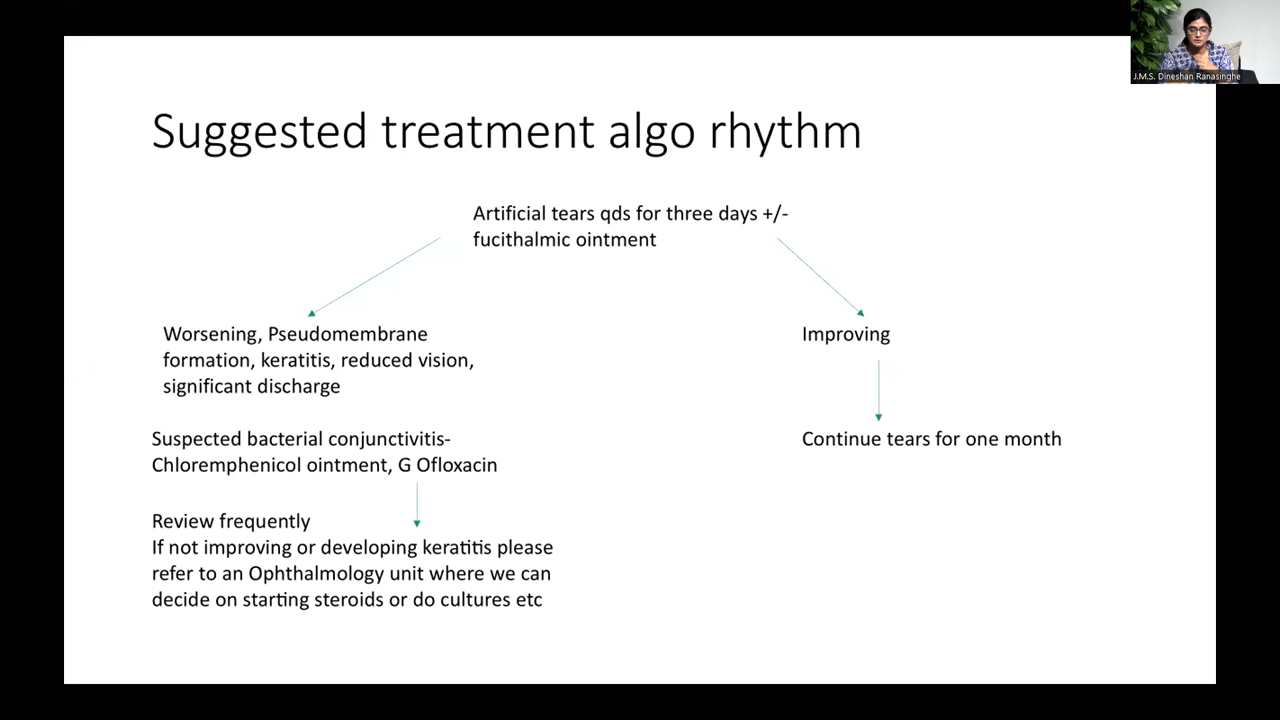 J.M.S. Dineshan Ranasinghe
Suggested treatment algo rhythm
Artificial tears qds for three days +/-
fucithalmic ointment
Worsening, Pseudomembrane
formation, keratitis, reduced vision,
significant discharge
Improving
Suspected bacterial conjunctivitis-
Chloremphenicol ointment, G Ofloxacin
Continue tears for one month
Review frequently
If not improving or developing keratitis please
refer to an Ophthalmology unit where we can
decide on starting steroids or do cultures etc